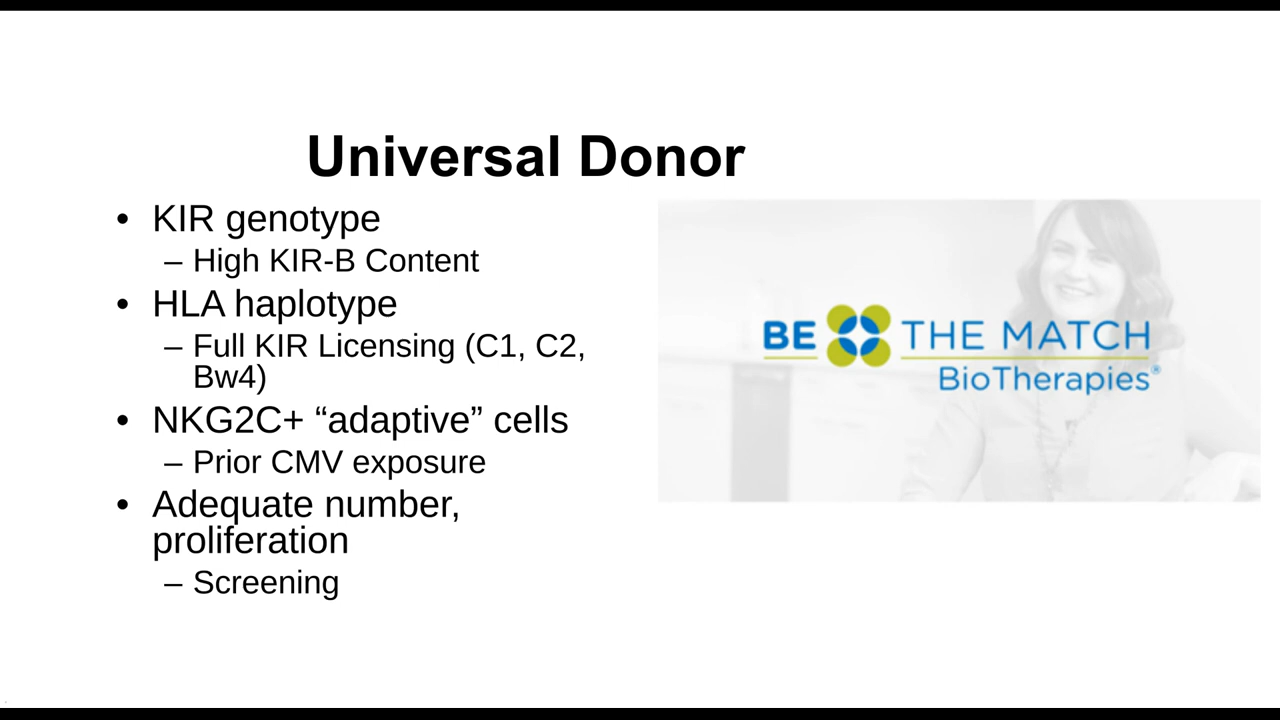 Universal Donor
• KIR genotype
– High KIR-B Content
• HLA haplotype
– Full KIR Licensing (C1, C2,
Bw4)
• NKG2C+ “adaptive” cells
– Prior CMV exposure
• Adequate number,
proliferation
– Screening
BE THE MATCH
BioTherapies®